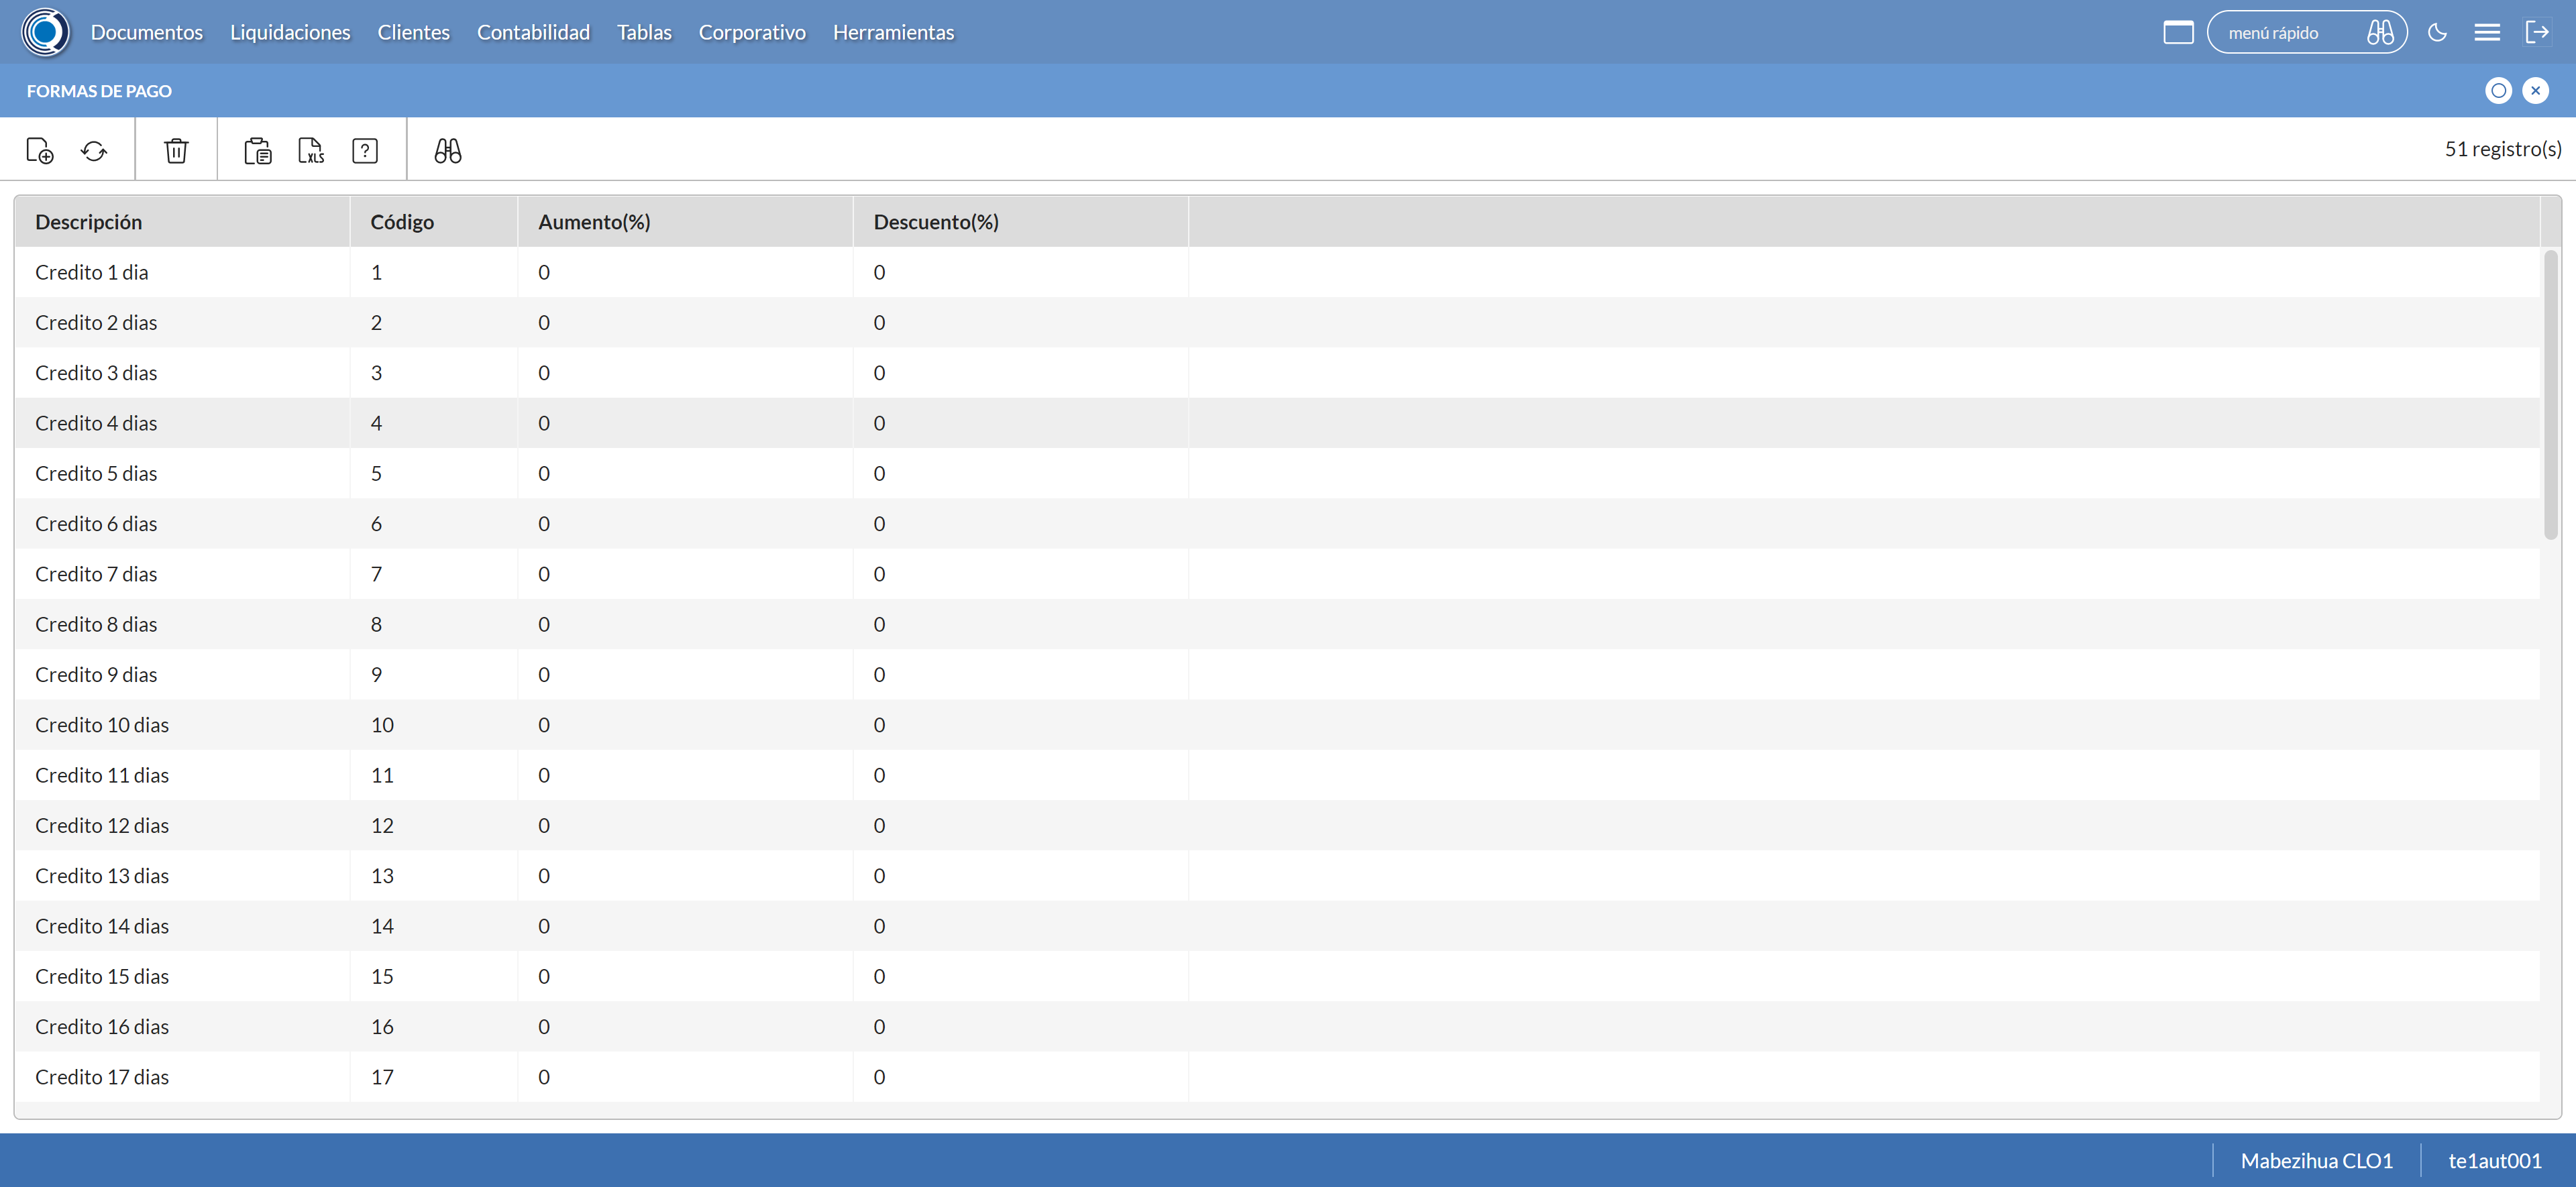 Documentos Liquidaciones Clientes Contabilidad Tablas Corporativo Herramientas menú rápido
FORMAS DE PAGO
XLS ? 51 registro(s)
Descripción Código Aumento(%) Descuento(%)
Credito 1 dia 1 0 0
Credito 2 dias 2 0 0
Credito 3 dias 3 0 0
Credito 4 dias 4 0 0
Credito 5 dias 5 0 0
Credito 6 dias 6 0 0
Credito 7 dias 7 0 0
Credito 8 dias 8 0 0
Credito 9 dias 9 0 0
Credito 10 dias 10 0 0
Credito 11 dias 11 0 0
Credito 12 dias 12 0 0
Credito 13 dias 13 0 0
Credito 14 dias 14 0 0
Credito 15 dias 15 0 0
Credito 16 dias 16 0 0
Credito 17 dias 17 0 0
Mabezihua CLO1 te1aut001